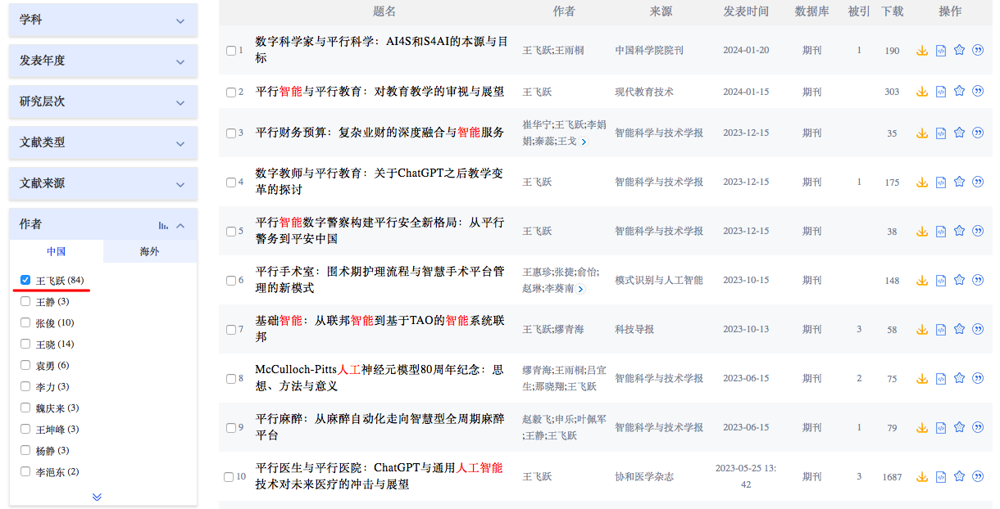 学科
发表年度
研究层次
文献类型
文献来源
作者
中国 海外
王飞跃 (84)
王静 (3)
张俊 (10)
王晓 (14)
袁勇 (6)
李力 (3)
魏庆来 (3)
王坤峰 (3)
杨静 (3)
李浥东 (2)
题名 作者 来源 发表时间 数据库 被引 下载 操作
1 数字科学家与平行科学：AI4S和S4AI的本源与目
标 王飞跃;王雨桐 中国科学院院刊 2024-01-20 期刊 1 190
2 平行智能与平行教育：对教育教学的审视与展望 王飞跃 现代教育技术 2024-01-15 期刊 303
3 平行财务预算：复杂业财的深度融合与智能服务 崔华宁;王飞跃;李娟
娟;秦蕊;王戈 智能科学与技术学报 2023-12-15 期刊 35
4 数字教师与平行教育：关于ChatGPT之后教学变
革的探讨 王飞跃 智能科学与技术学报 2023-12-15 期刊 1 175
5 平行智能数字警察构建平行安全新格局：从平行
警务到平安中国 王飞跃 智能科学与技术学报 2023-12-15 期刊 38
6 平行手术室：围术期护理流程与智慧手术平台管
理的新模式 王惠珍;张捷;俞怡;
赵琳;李葵南 模式识别与人工智能 2023-10-15 期刊 148
7 基础智能：从联邦智能到基于TAO的智能系统联
邦 王飞跃;缪青海 科技导报 2023-10-13 期刊 3 58
8 McCulloch-Pitts人工神经元模型80周年纪念：思
想、方法与意义 缪青海;王雨桐;吕宜
生;那晓翔;王飞跃 智能科学与技术学报 2023-06-15 期刊 2 75
9 平行麻醉：从麻醉自动化走向智慧型全周期麻醉
平台 赵毅飞;申乐;叶佩军
;王静;王飞跃 智能科学与技术学报 2023-06-15 期刊 1 79
10 平行医生与平行医院：ChatGPT与通用人工智能
技术对未来医疗的冲击与展望 王飞跃 协和医学杂志 2023-05-25 13:
42 期刊 3 1687